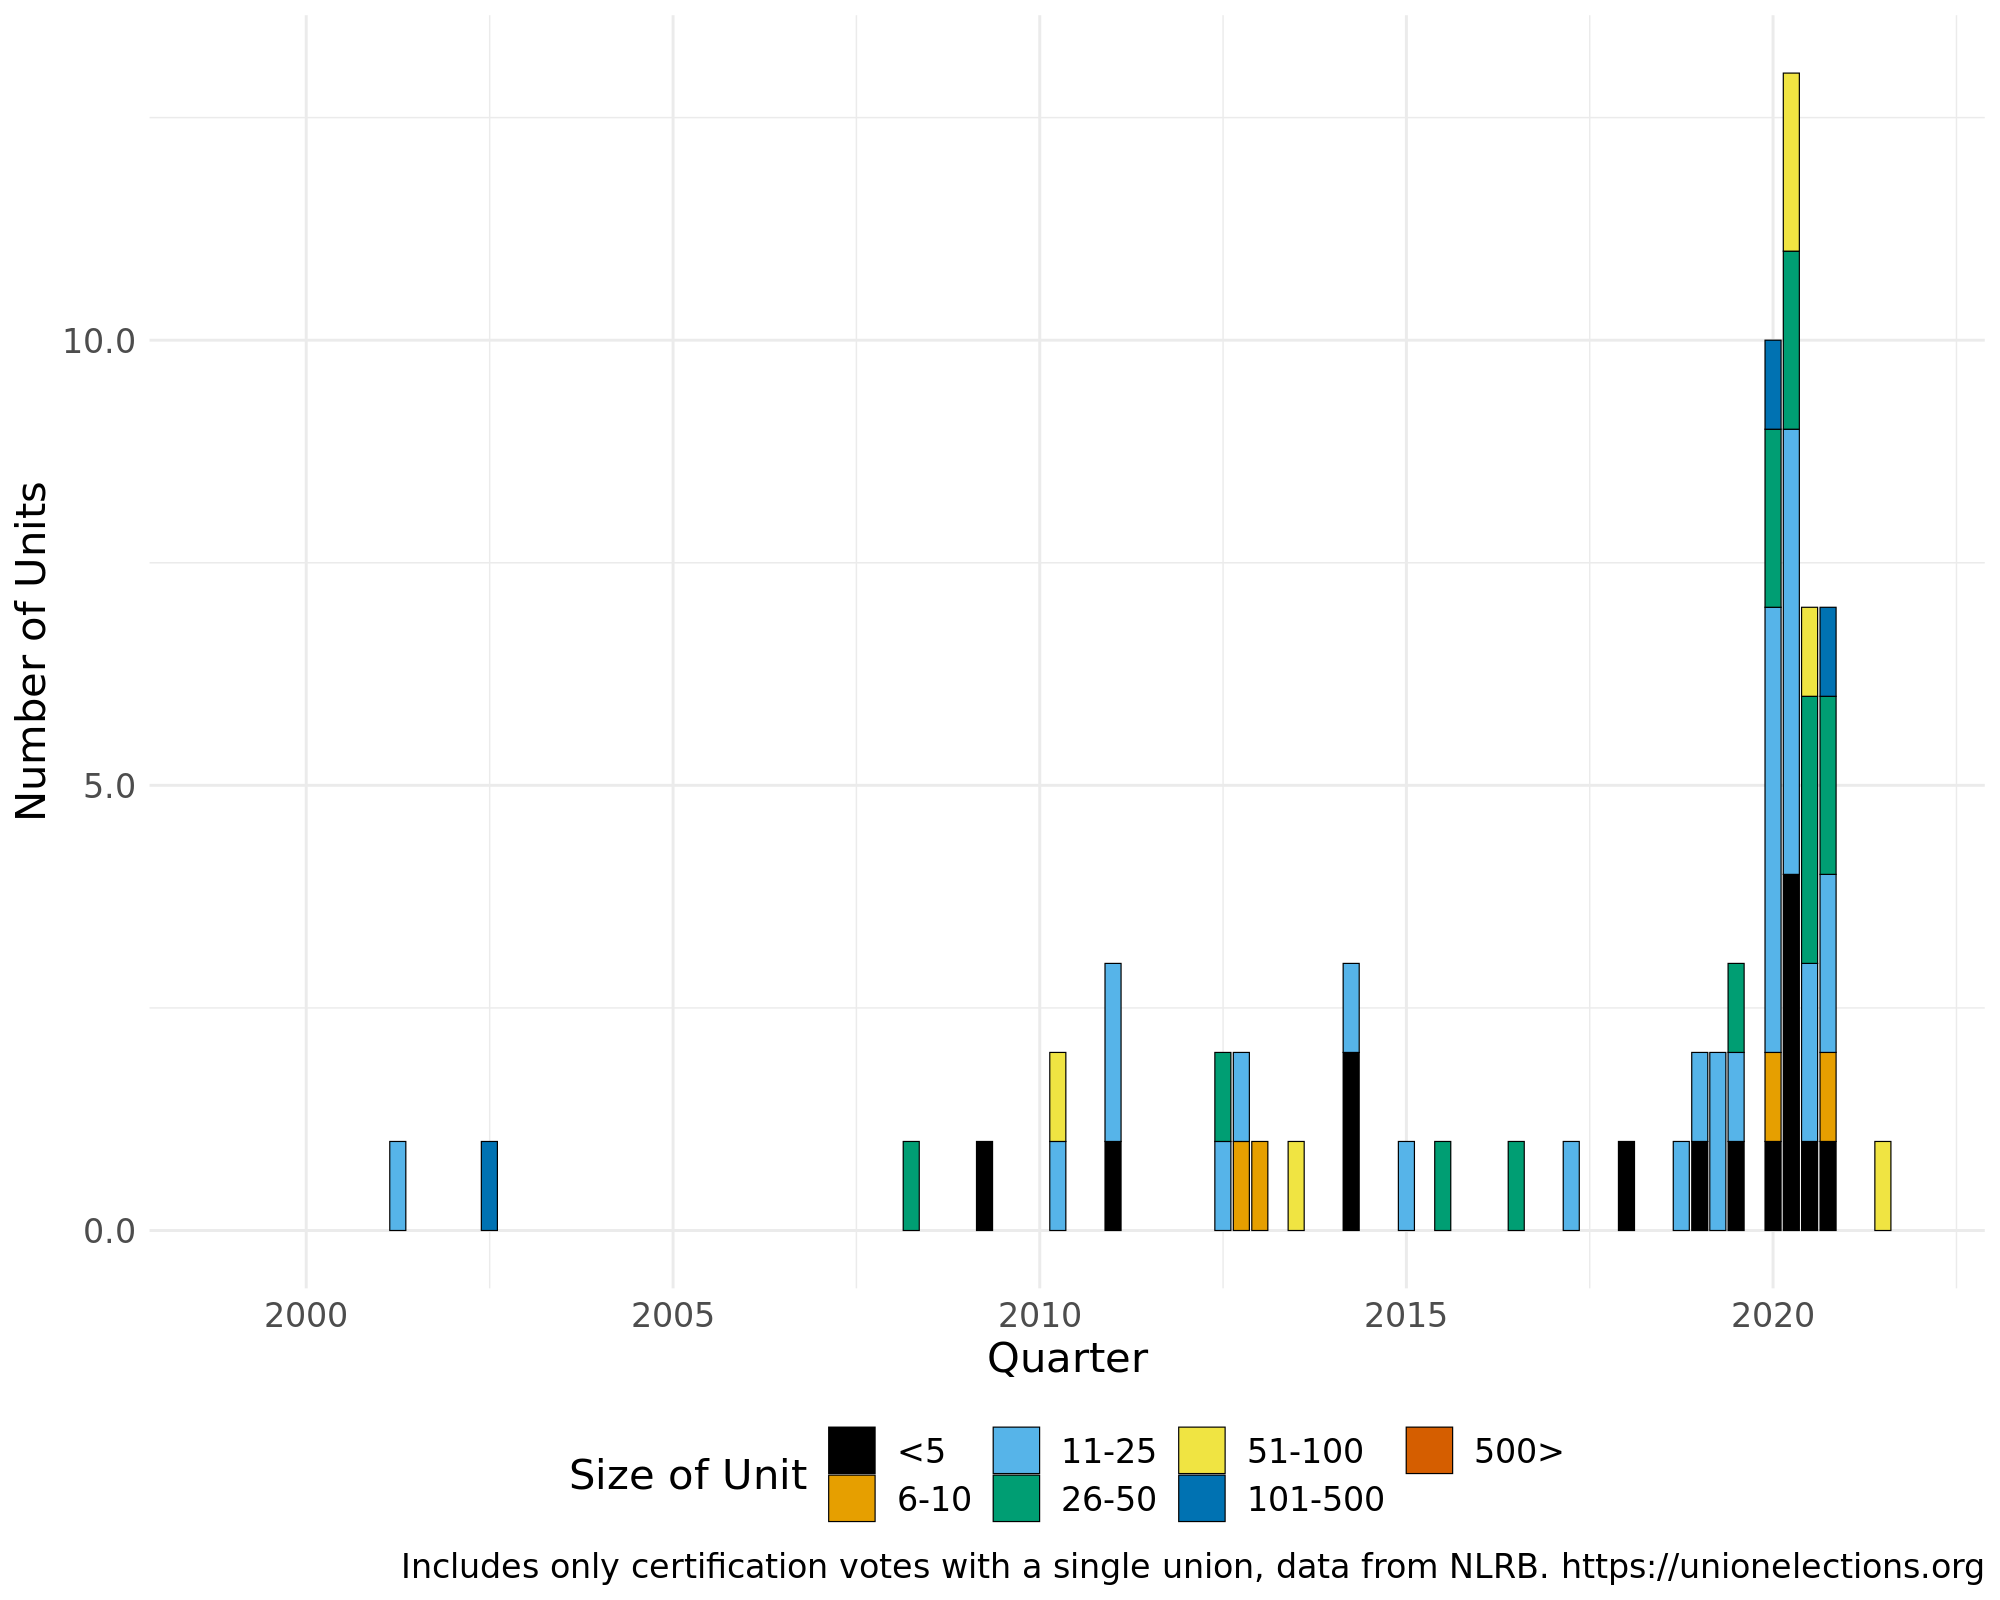 10.0
5.0
0.0
Number of Units
2000 2005 2010 2015 2020
Quarter
Size of Unit
<5 11-25 51-100 500>
6-10 26-50 101-500
Includes only certification votes with a single union, data from NLRB. https://unionelections.org